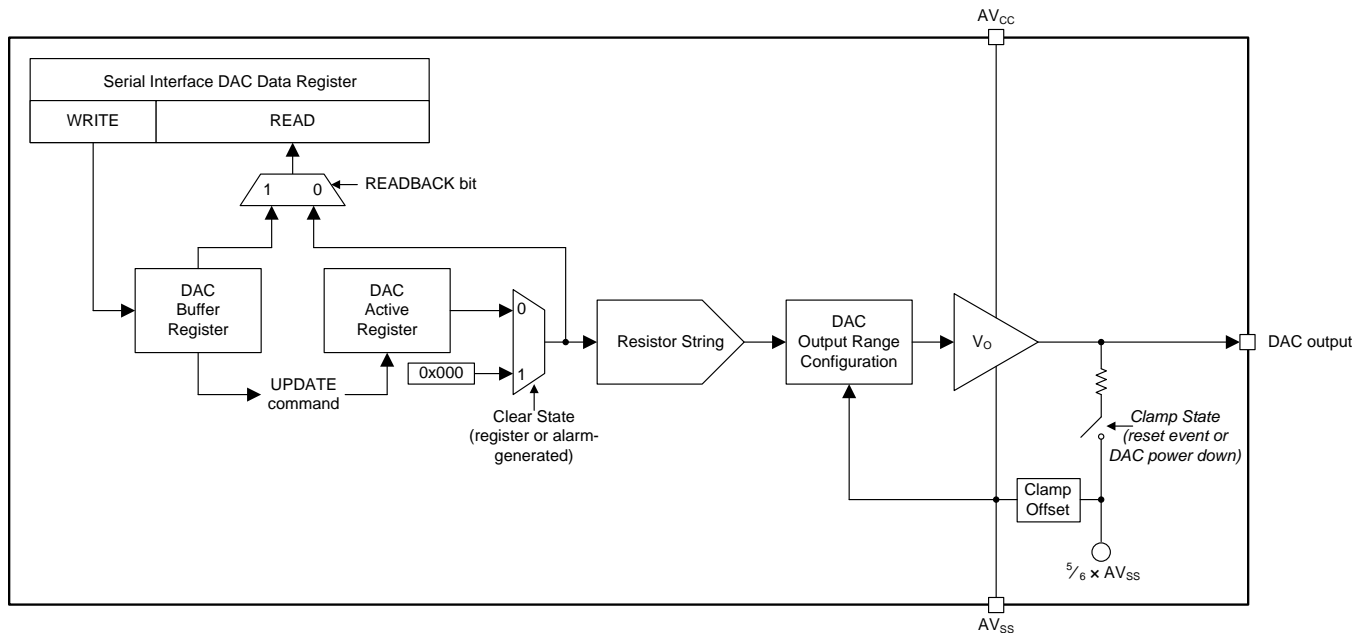 AVCC
Serial Interface DAC Data Register
WRITE
READ
1
0
READBACK bit
DAC
Buffer
Register
DAC
Active
Register
0
1
0x000
UPDATE
command
Clear State
(register or alarm-
generated)
Resistor String
DAC
Output Range
Configuration
VO
DAC output
Clamp State
(reset event or
DAC power down)
Clamp
Offset
5/6 × AVSS
AVSS